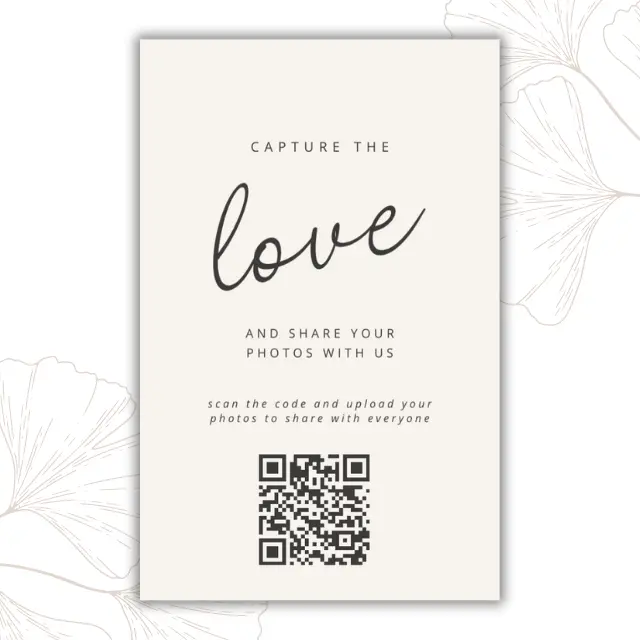 CAPTURE THE
love
AND SHARE YOUR
PHOTOS WITH US
scan the code and upload your
photos to share with everyone